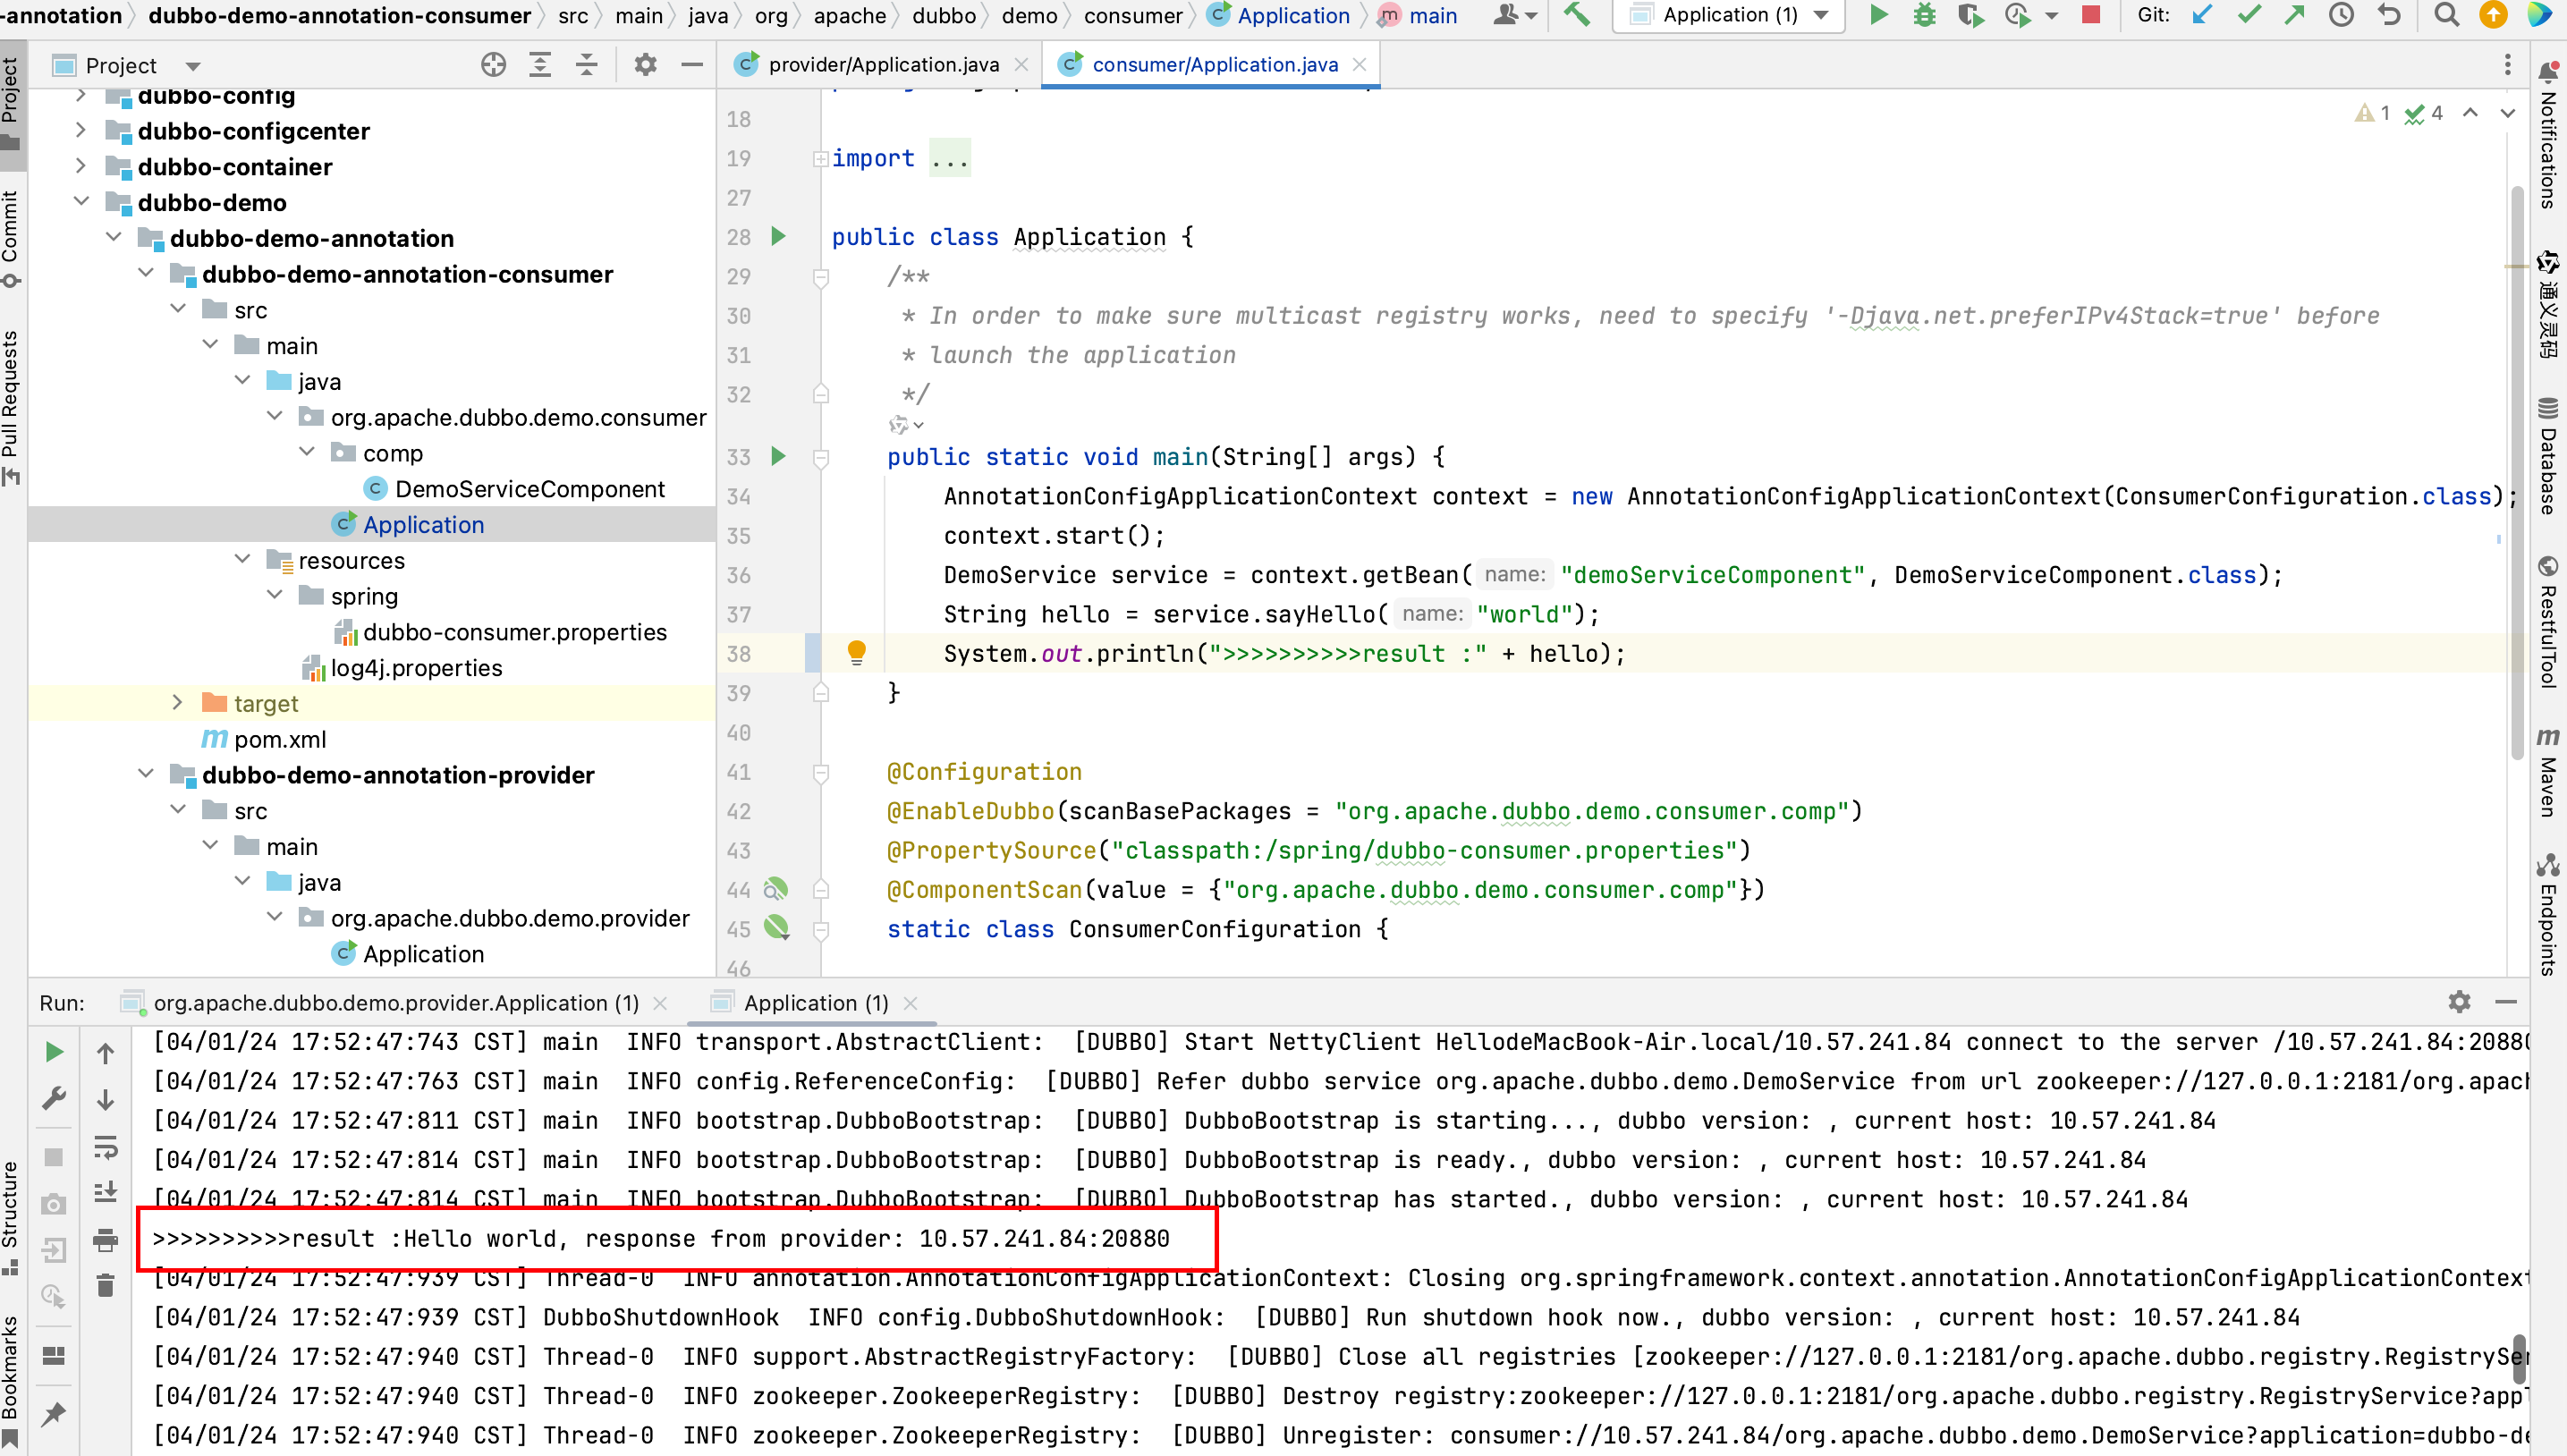 -annotation dubbo-demo-annotation-consumer src main java org apache dubbo demo consumer Application main Application (1) Git:
Project
provider/Application.java
consumer/Application.java
dubbo-config
dubbo-configcenter
dubbo-container
dubbo-demo
dubbo-demo-annotation
dubbo-demo-annotation-consumer
src
main
java
org.apache.dubbo.demo.consumer
comp
DemoServiceComponent
Application
resources
spring
dubbo-consumer.properties
log4j.properties
target
pom.xml
dubbo-demo-annotation-provider
src
main
java
org.apache.dubbo.demo.provider
Application
1 4
18
19 import ...
27
28 public class Application {
29 /**
30 * In order to make sure multicast registry works, need to specify '-Djava.net.preferIPv4Stack=true' before
31 * launch the application
32 */
33 public static void main(String[] args) {
34 AnnotationConfigApplicationContext context = new AnnotationConfigApplicationContext(ConsumerConfiguration.class);
35 context.start();
36 DemoService service = context.getBean( name: "demoServiceComponent", DemoServiceComponent.class);
37 String hello = service.sayHello( name: "world");
38 System.out.println(">>>>>>>>>>result :" + hello);
39 }
40
41 @Configuration
42 @EnableDubbo(scanBasePackages = "org.apache.dubbo.demo.consumer.comp")
43 @PropertySource("classpath:/spring/dubbo-consumer.properties")
44 @ComponentScan(value = {"org.apache.dubbo.demo.consumer.comp"})
45 static class ConsumerConfiguration {
46
Project
Commit
Pull Requests
Structure
Bookmarks
Notifications
通义灵码
Database
RestfulTool
Maven
Endpoints
Run: org.apache.dubbo.demo.provider.Application (1) Application (1)
[04/01/24 17:52:47:743 CST] main INFO transport.AbstractClient: [DUBBO] Start NettyClient HellodeMacBook-Air.local/10.57.241.84 connect to the server /10.57.241.84:20880
[04/01/24 17:52:47:763 CST] main INFO config.ReferenceConfig: [DUBBO] Refer dubbo service org.apache.dubbo.demo.DemoService from url zookeeper://127.0.0.1:2181/org.apach
[04/01/24 17:52:47:811 CST] main INFO bootstrap.DubboBootstrap: [DUBBO] DubboBootstrap is starting..., dubbo version: , current host: 10.57.241.84
[04/01/24 17:52:47:814 CST] main INFO bootstrap.DubboBootstrap: [DUBBO] DubboBootstrap is ready., dubbo version: , current host: 10.57.241.84
[04/01/24 17:52:47:814 CST] main INFO bootstrap.DubboBootstrap: [DUBBO] DubboBootstrap has started., dubbo version: , current host: 10.57.241.84
>>>>>>>>>>result :Hello world, response from provider: 10.57.241.84:20880
[04/01/24 17:52:47:939 CST] Thread-0 INFO annotation.AnnotationConfigApplicationContext: Closing org.springframework.context.annotation.AnnotationConfigApplicationContext
[04/01/24 17:52:47:939 CST] DubboShutdownHook INFO config.DubboShutdownHook: [DUBBO] Run shutdown hook now., dubbo version: , current host: 10.57.241.84
[04/01/24 17:52:47:940 CST] Thread-0 INFO support.AbstractRegistryFactory: [DUBBO] Close all registries [zookeeper://127.0.0.1:2181/org.apache.dubbo.registry.RegistrySer
[04/01/24 17:52:47:940 CST] Thread-0 INFO zookeeper.ZookeeperRegistry: [DUBBO] Destroy registry:zookeeper://127.0.0.1:2181/org.apache.dubbo.registry.RegistryService?appl
[04/01/24 17:52:47:940 CST] Thread-0 INFO zookeeper.ZookeeperRegistry: [DUBBO] Unregister: consumer://10.57.241.84/org.apache.dubbo.demo.DemoService?application=dubbo-de